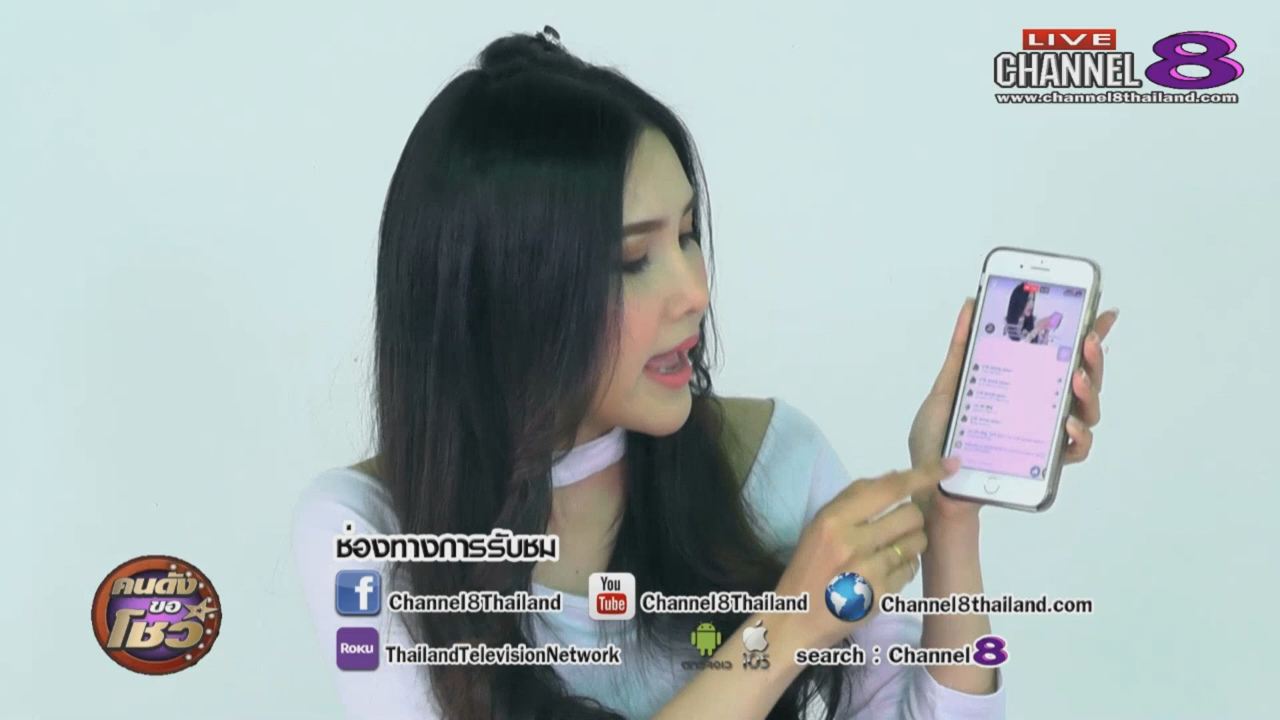 LIVE
CHANNEL 8
www.channel8thailand.com
ช่องทางการรับชม
Channel8Thailand
You
Tube
Channel8Thailand
Channel8thailand.com
ROKU
ThailandTelevisionNetwork
ANDROID
iOS
search : Channel 8
คนดัง
ขอ
โชว์